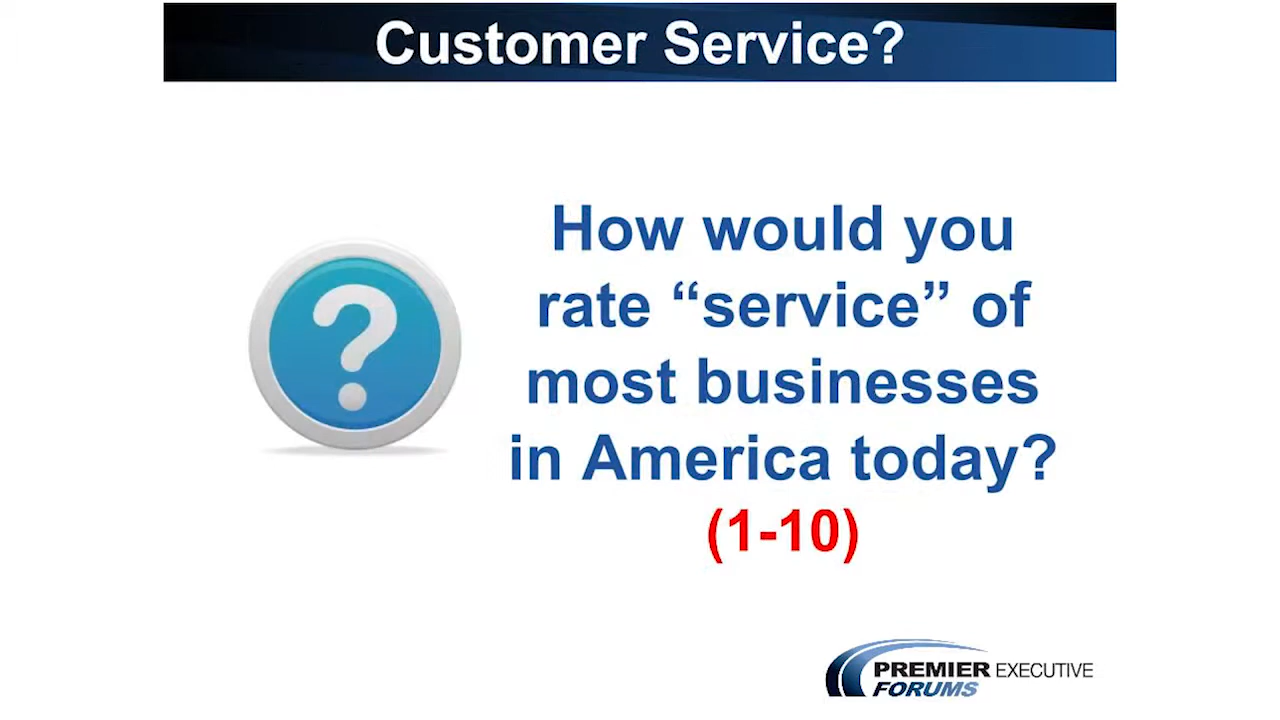 Customer Service?
How would you
rate “service” of
most businesses
in America today?
(1-10)
?
PREMIER EXECUTIVE
FORUMS